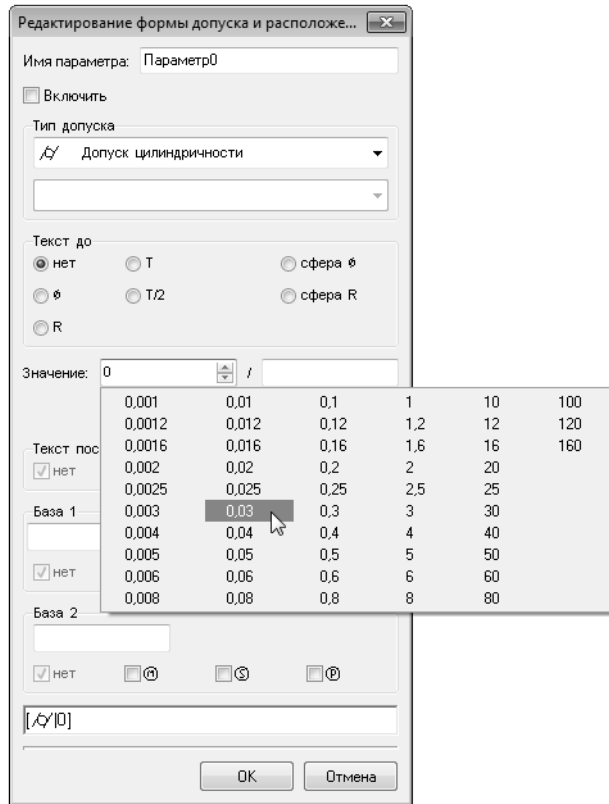 Редактирование формы допуска и расположе...
Имя параметра: Параметр0
Включить
Тип допуска
Допуск цилиндричности
Текст до
нет T сфера ø
ø T/2 сфера R
R
Значение: 0 /
0,001 0,01 0,1 1 10 100
0,0012 0,012 0,12 1,2 12 120
0,0016 0,016 0,16 1,6 16 160
Текст пос
0,002 0,02 0,2 2 20
нет
0,0025 0,025 0,25 2,5 25
База 1
0,003 0,03 0,3 3 30
0,004 0,04 0,4 4 40
0,005 0,05 0,5 5 50
нет
0,006 0,06 0,6 6 60
0,008 0,08 0,8 8 80
База 2
нет Ⓜ Ⓢ Ⓟ
[⌭|0]
OK Отмена